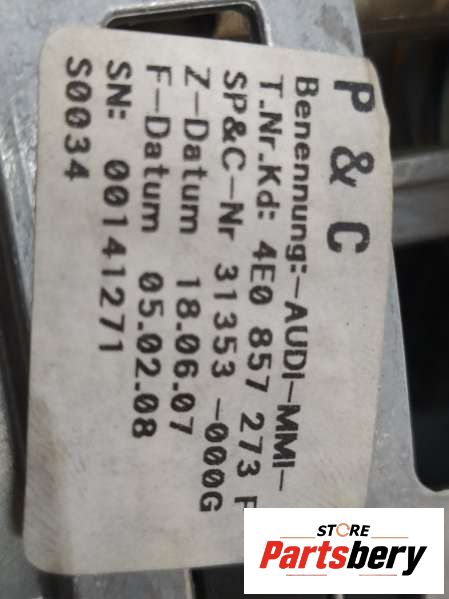 P & C
Benennung:-AUDI-MMI-
T.Nr.Kd: 4E0 857 273 F
SP&C-Nr 31353 -000G
Z-Datum 18.06.07
F-Datum 05.02.08
SN: 00141271
S0034
STORE
Partsbery